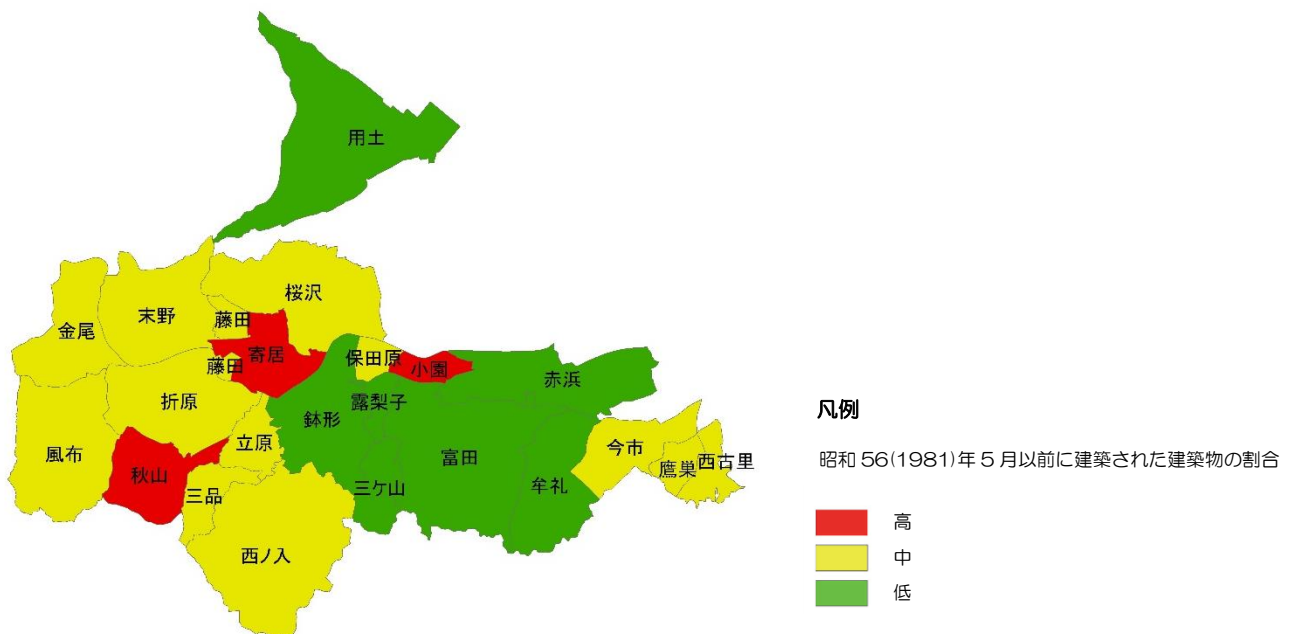 用土
桜沢
末野
藤田
金尾
寄居
保田原
小園
藤田
赤浜
折原
露梨子
鉢形
立原
今市
風布
富田
西古里
鷹巣
秋山
三品
三ケ山
牟礼
西ノ入
凡例
昭和 56(1981)年 5 月以前に建築された建築物の割合
高
中
低